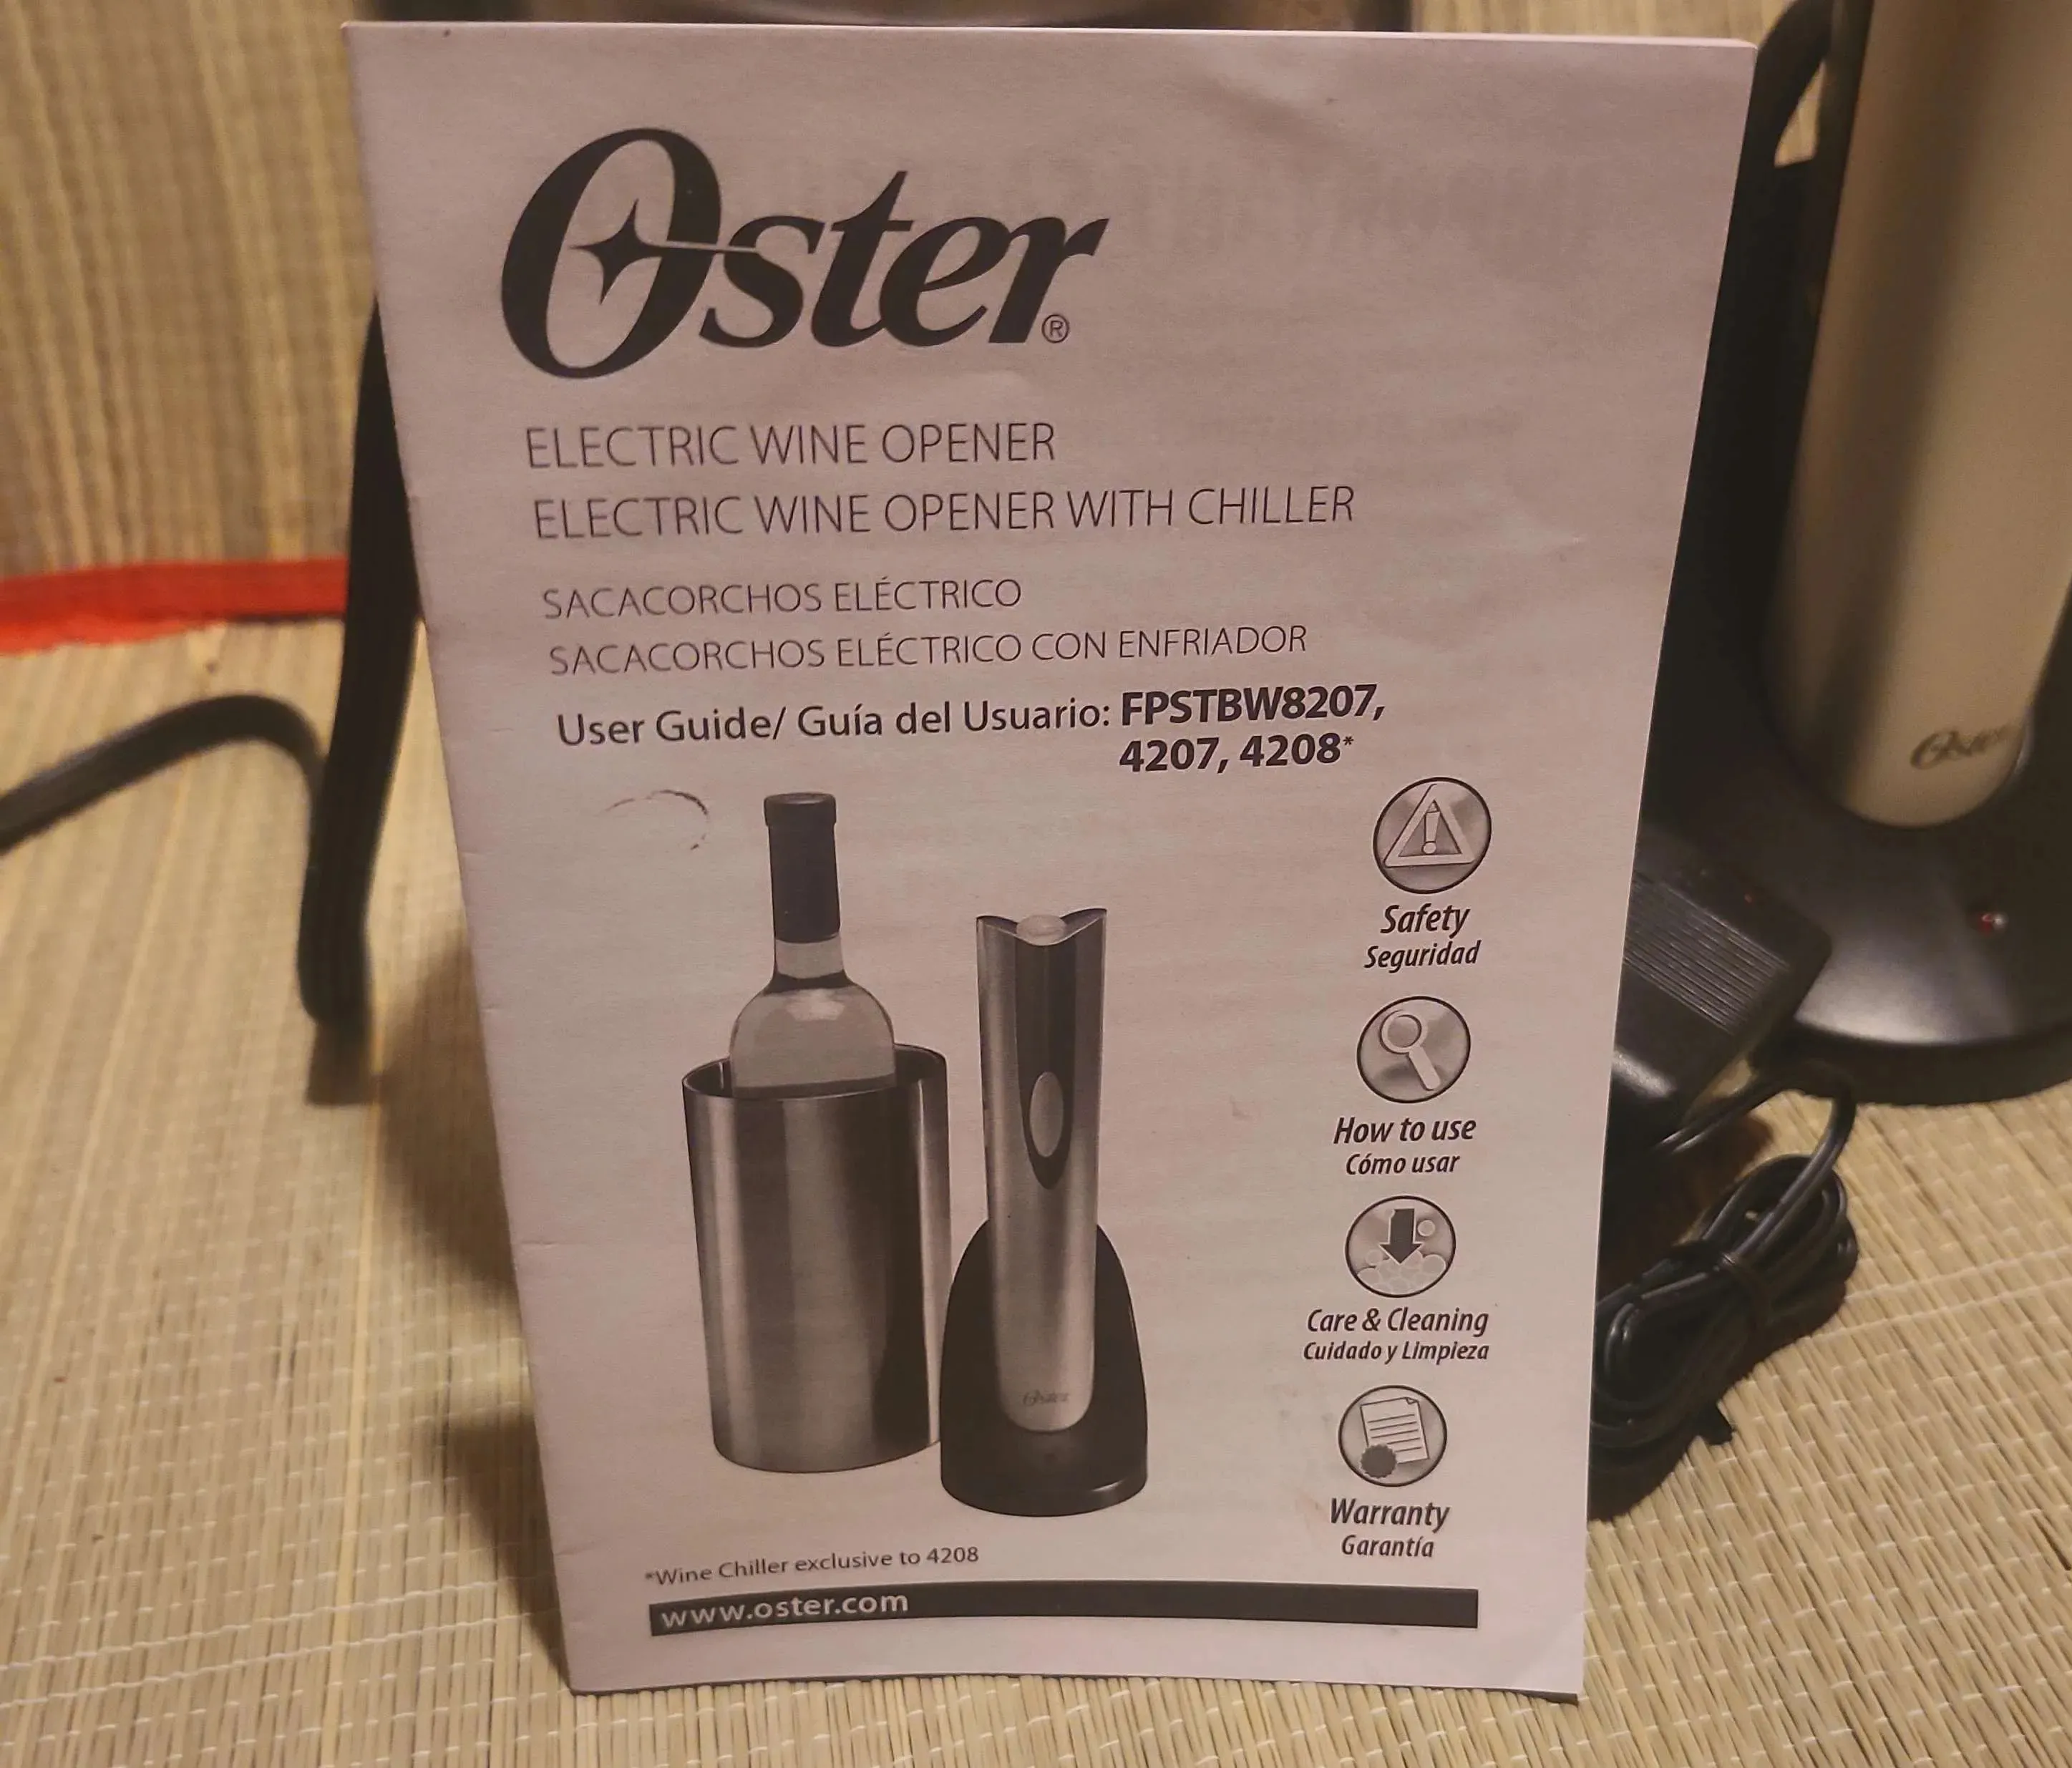 Oster®
ELECTRIC WINE OPENER
ELECTRIC WINE OPENER WITH CHILLER
SACACORCHOS ELÉCTRICO
SACACORCHOS ELÉCTRICO CON ENFRIADOR
User Guide/ Guía del Usuario: FPSTBW8207,
4207, 4208*
Safety
Seguridad
How to use
Cómo usar
Care & Cleaning
Cuidado y Limpieza
Warranty
Garantía
Oster
*Wine Chiller exclusive to 4208
www.oster.com
Oster